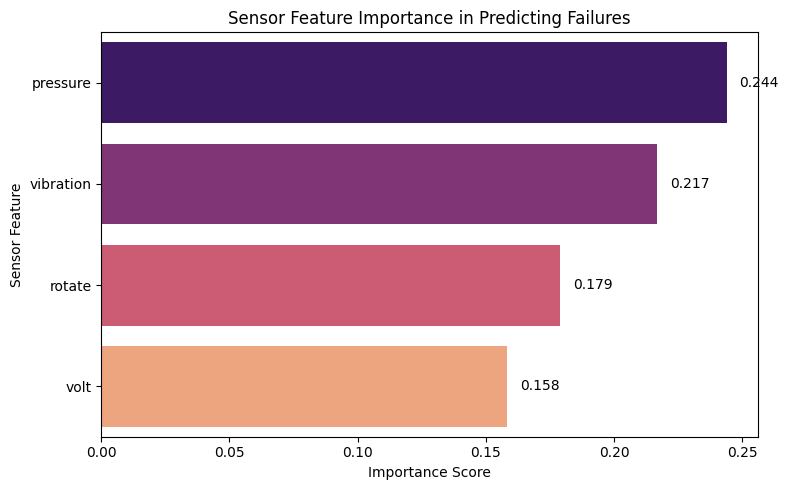 Sensor Feature Importance in Predicting Failures
Sensor Feature
pressure
0.244
vibration
0.217
rotate
0.179
volt
0.158
0.00 0.05 0.10 0.15 0.20 0.25
Importance Score